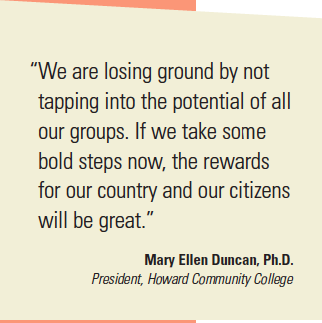 “We are losing ground by not
tapping into the potential of all
our groups. If we take some
bold steps now, the rewards
for our country and our citizens
will be great.”
Mary Ellen Duncan, Ph.D.
President, Howard Community College